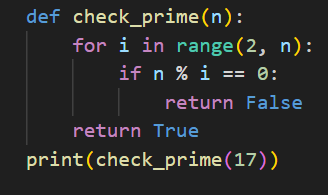 def check_prime(n):
    for i in range(2, n):
        if n % i == 0:
            return False
    return True
print(check_prime(17))